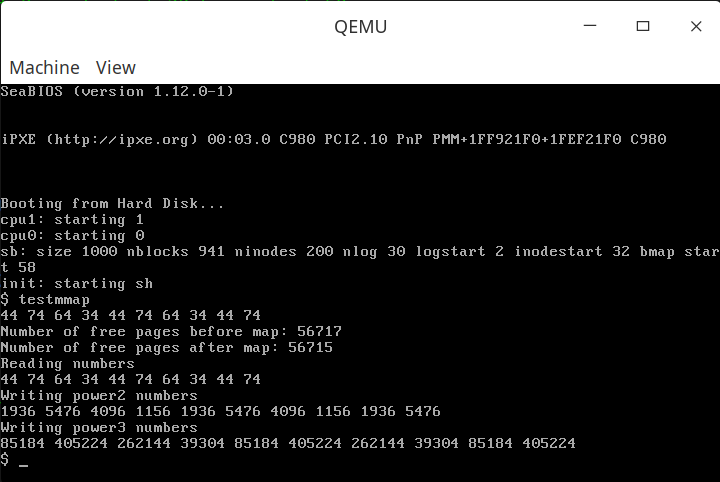 QEMU
Machine View
SeaBIOS (version 1.12.0-1)
iPXE (http://ipxe.org) 00:03.0 C980 PCI2.10 PnP PMM+1FF921F0+1FEF21F0 C980
Booting from Hard Disk...
cpu1: starting 1
cpu0: starting 0
sb: size 1000 nblocks 941 ninodes 200 nlog 30 logstart 2 inodestart 32 bmap star
t 58
init: starting sh
$ testmmap
44 74 64 34 44 74 64 34 44 74
Number of free pages before map: 56717
Number of free pages after map: 56715
Reading numbers
44 74 64 34 44 74 64 34 44 74
Writing power2 numbers
1936 5476 4096 1156 1936 5476 4096 1156 1936 5476
Writing power3 numbers
85184 405224 262144 39304 85184 405224 262144 39304 85184 405224
$ _